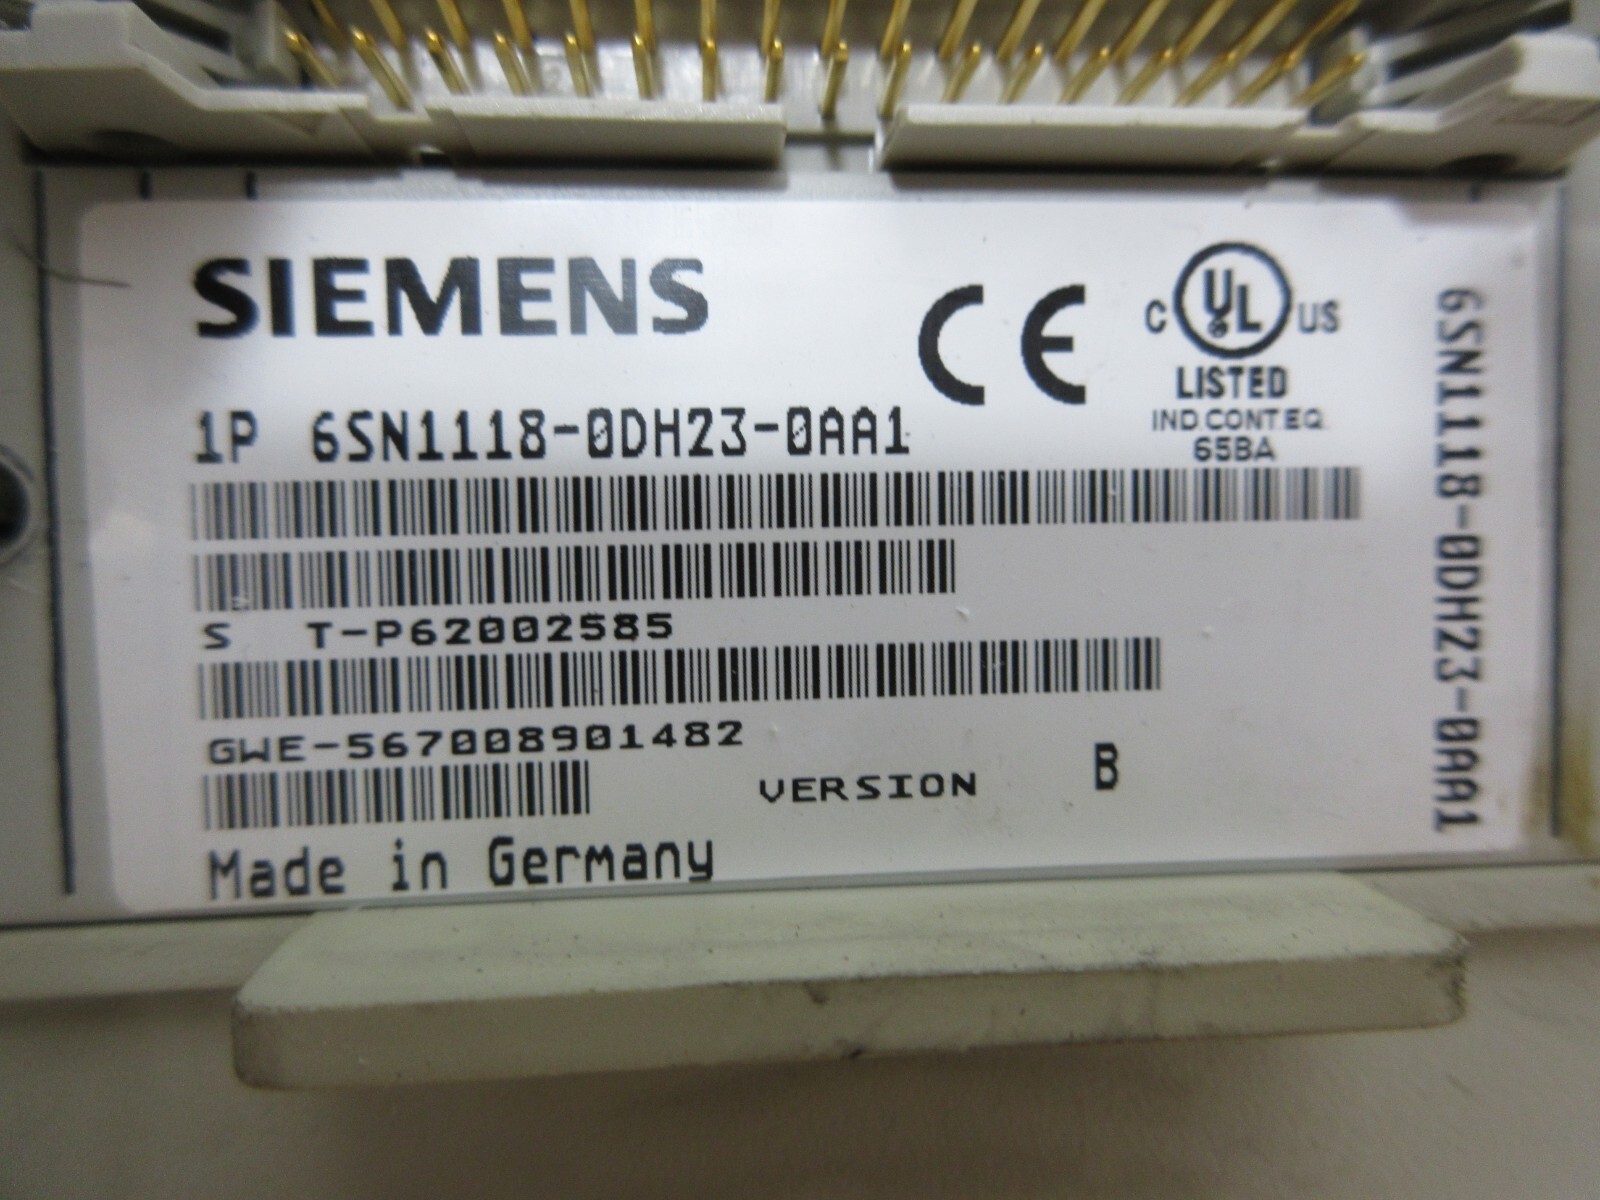 SIEMENS
CE
C UL US
LISTED
IND.CONT.EQ.
65BA
1P 6SN1118-0DH23-0AA1
S T-P62002585
GWE-567008901482
VERSION B
Made in Germany
6SN1118-0DH23-0AA1